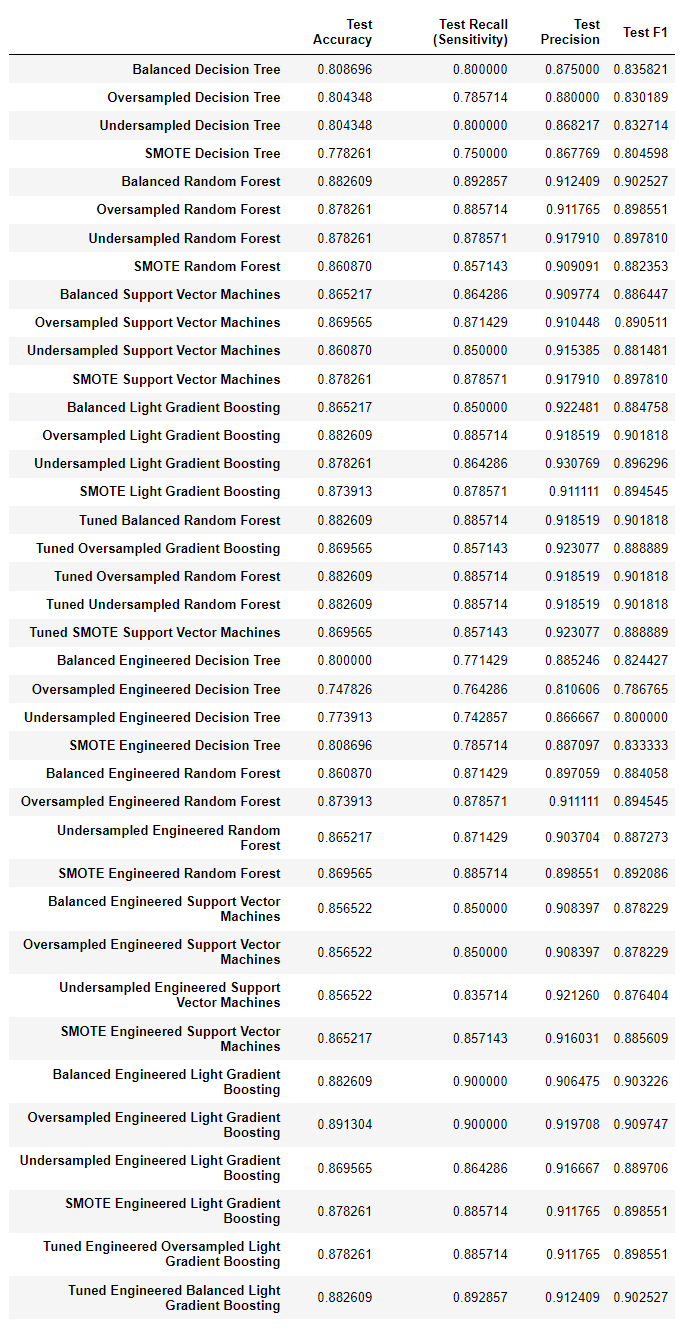 Test Accuracy Test Recall (Sensitivity) Test Precision Test F1
Balanced Decision Tree 0.808696 0.800000 0.875000 0.835821
Oversampled Decision Tree 0.804348 0.785714 0.880000 0.830189
Undersampled Decision Tree 0.804348 0.800000 0.868217 0.832714
SMOTE Decision Tree 0.778261 0.750000 0.867769 0.804598
Balanced Random Forest 0.882609 0.892857 0.912409 0.902527
Oversampled Random Forest 0.878261 0.885714 0.911765 0.898551
Undersampled Random Forest 0.878261 0.878571 0.917910 0.897810
SMOTE Random Forest 0.860870 0.857143 0.909091 0.882353
Balanced Support Vector Machines 0.865217 0.864286 0.909774 0.886447
Oversampled Support Vector Machines 0.869565 0.871429 0.910448 0.890511
Undersampled Support Vector Machines 0.860870 0.850000 0.915385 0.881481
SMOTE Support Vector Machines 0.878261 0.878571 0.917910 0.897810
Balanced Light Gradient Boosting 0.865217 0.850000 0.922481 0.884758
Oversampled Light Gradient Boosting 0.882609 0.885714 0.918519 0.901818
Undersampled Light Gradient Boosting 0.878261 0.864286 0.930769 0.896296
SMOTE Light Gradient Boosting 0.873913 0.878571 0.911111 0.894545
Tuned Balanced Random Forest 0.882609 0.885714 0.918519 0.901818
Tuned Oversampled Gradient Boosting 0.869565 0.857143 0.923077 0.888889
Tuned Oversampled Random Forest 0.882609 0.885714 0.918519 0.901818
Tuned Undersampled Random Forest 0.882609 0.885714 0.918519 0.901818
Tuned SMOTE Support Vector Machines 0.869565 0.857143 0.923077 0.888889
Balanced Engineered Decision Tree 0.800000 0.771429 0.885246 0.824427
Oversampled Engineered Decision Tree 0.747826 0.764286 0.810606 0.786765
Undersampled Engineered Decision Tree 0.773913 0.742857 0.866667 0.800000
SMOTE Engineered Decision Tree 0.808696 0.785714 0.887097 0.833333
Balanced Engineered Random Forest 0.860870 0.871429 0.897059 0.884058
Oversampled Engineered Random Forest 0.873913 0.878571 0.911111 0.894545
Undersampled Engineered Random Forest 0.865217 0.871429 0.903704 0.887273
SMOTE Engineered Random Forest 0.869565 0.885714 0.898551 0.892086
Balanced Engineered Support Vector Machines 0.856522 0.850000 0.908397 0.878229
Oversampled Engineered Support Vector Machines 0.856522 0.850000 0.908397 0.878229
Undersampled Engineered Support Vector Machines 0.856522 0.835714 0.921260 0.876404
SMOTE Engineered Support Vector Machines 0.865217 0.857143 0.916031 0.885609
Balanced Engineered Light Gradient Boosting 0.882609 0.900000 0.906475 0.903226
Oversampled Engineered Light Gradient Boosting 0.891304 0.900000 0.919708 0.909747
Undersampled Engineered Light Gradient Boosting 0.869565 0.864286 0.916667 0.889706
SMOTE Engineered Light Gradient Boosting 0.878261 0.885714 0.911765 0.898551
Tuned Engineered Oversampled Light Gradient Boosting 0.878261 0.885714 0.911765 0.898551
Tuned Engineered Balanced Light Gradient Boosting 0.882609 0.892857 0.912409 0.902527